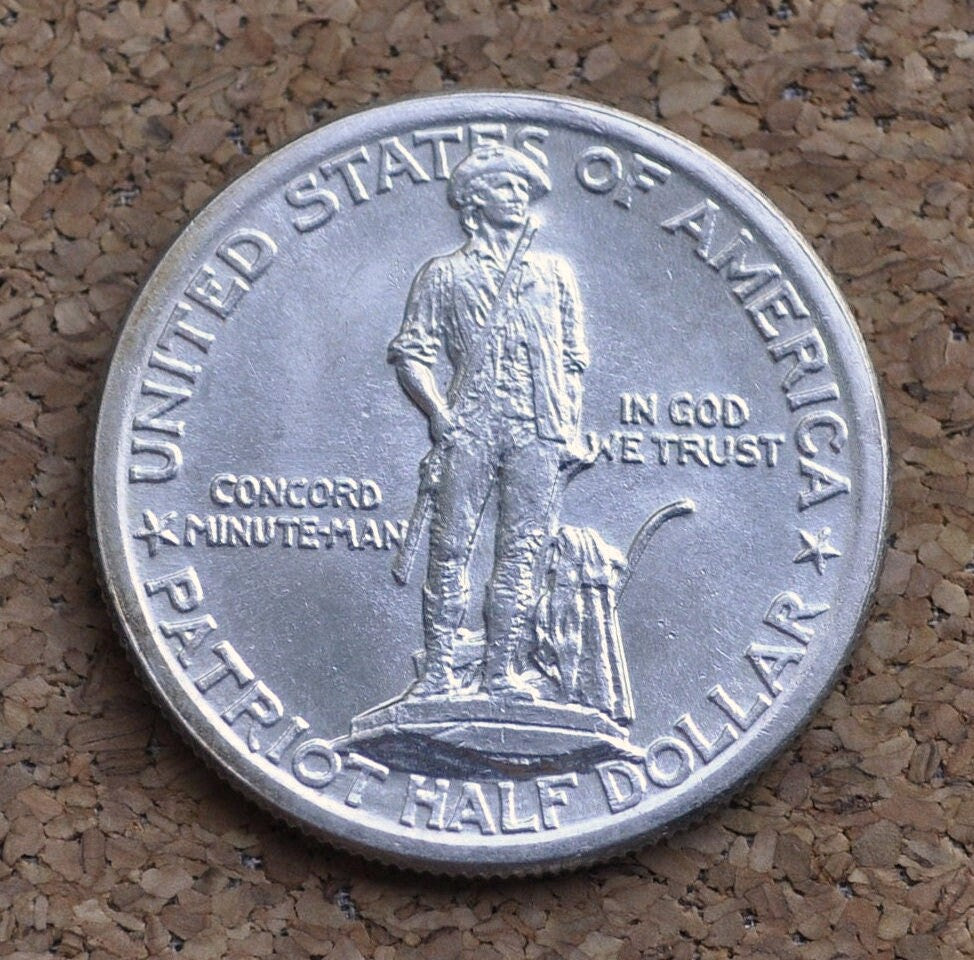 UNITED STATES OF AMERICA
IN GOD
WE TRUST
CONCORD
MINUTE-MAN
PATRIOT HALF DOLLAR